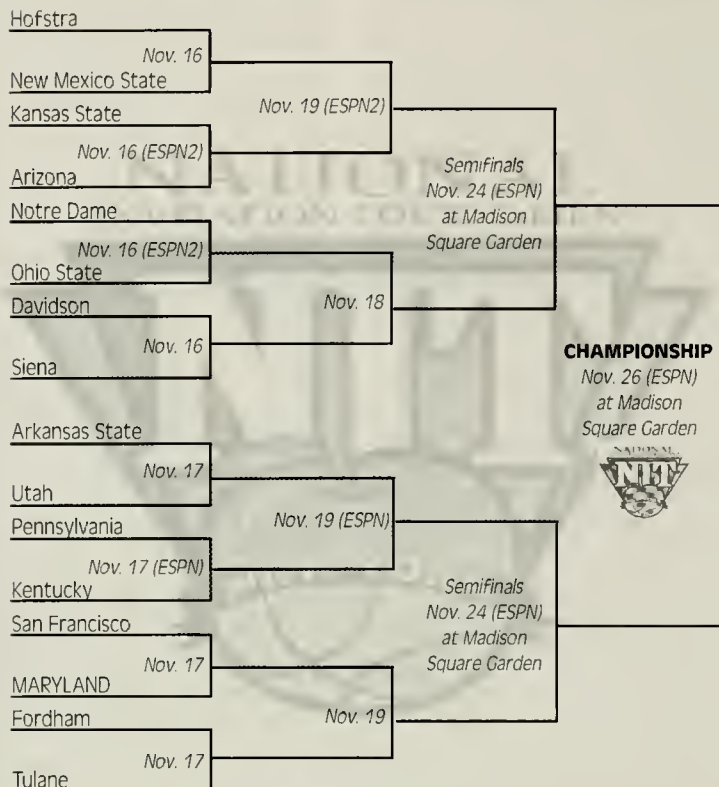 Hofstra
Nov. 16
New Mexico State
Nov. 19 (ESPN2)
Kansas State
Nov. 16 (ESPN2)
Arizona
Semifinals
Nov. 24 (ESPN)
at Madison
Square Garden
Notre Dame
Nov. 16 (ESPN2)
Ohio State
Nov. 18
Davidson
Nov. 16
Siena
CHAMPIONSHIP
Nov. 26 (ESPN)
at Madison
Square Garden
NATIONAL
NIT
Arkansas State
Nov. 17
Utah
Nov. 19 (ESPN)
Pennsylvania
Nov. 17 (ESPN)
Kentucky
Semifinals
Nov. 24 (ESPN)
at Madison
Square Garden
San Francisco
Nov. 17
MARYLAND
Nov. 19
Fordham
Nov. 17
Tulane
NATIONAL
NIT